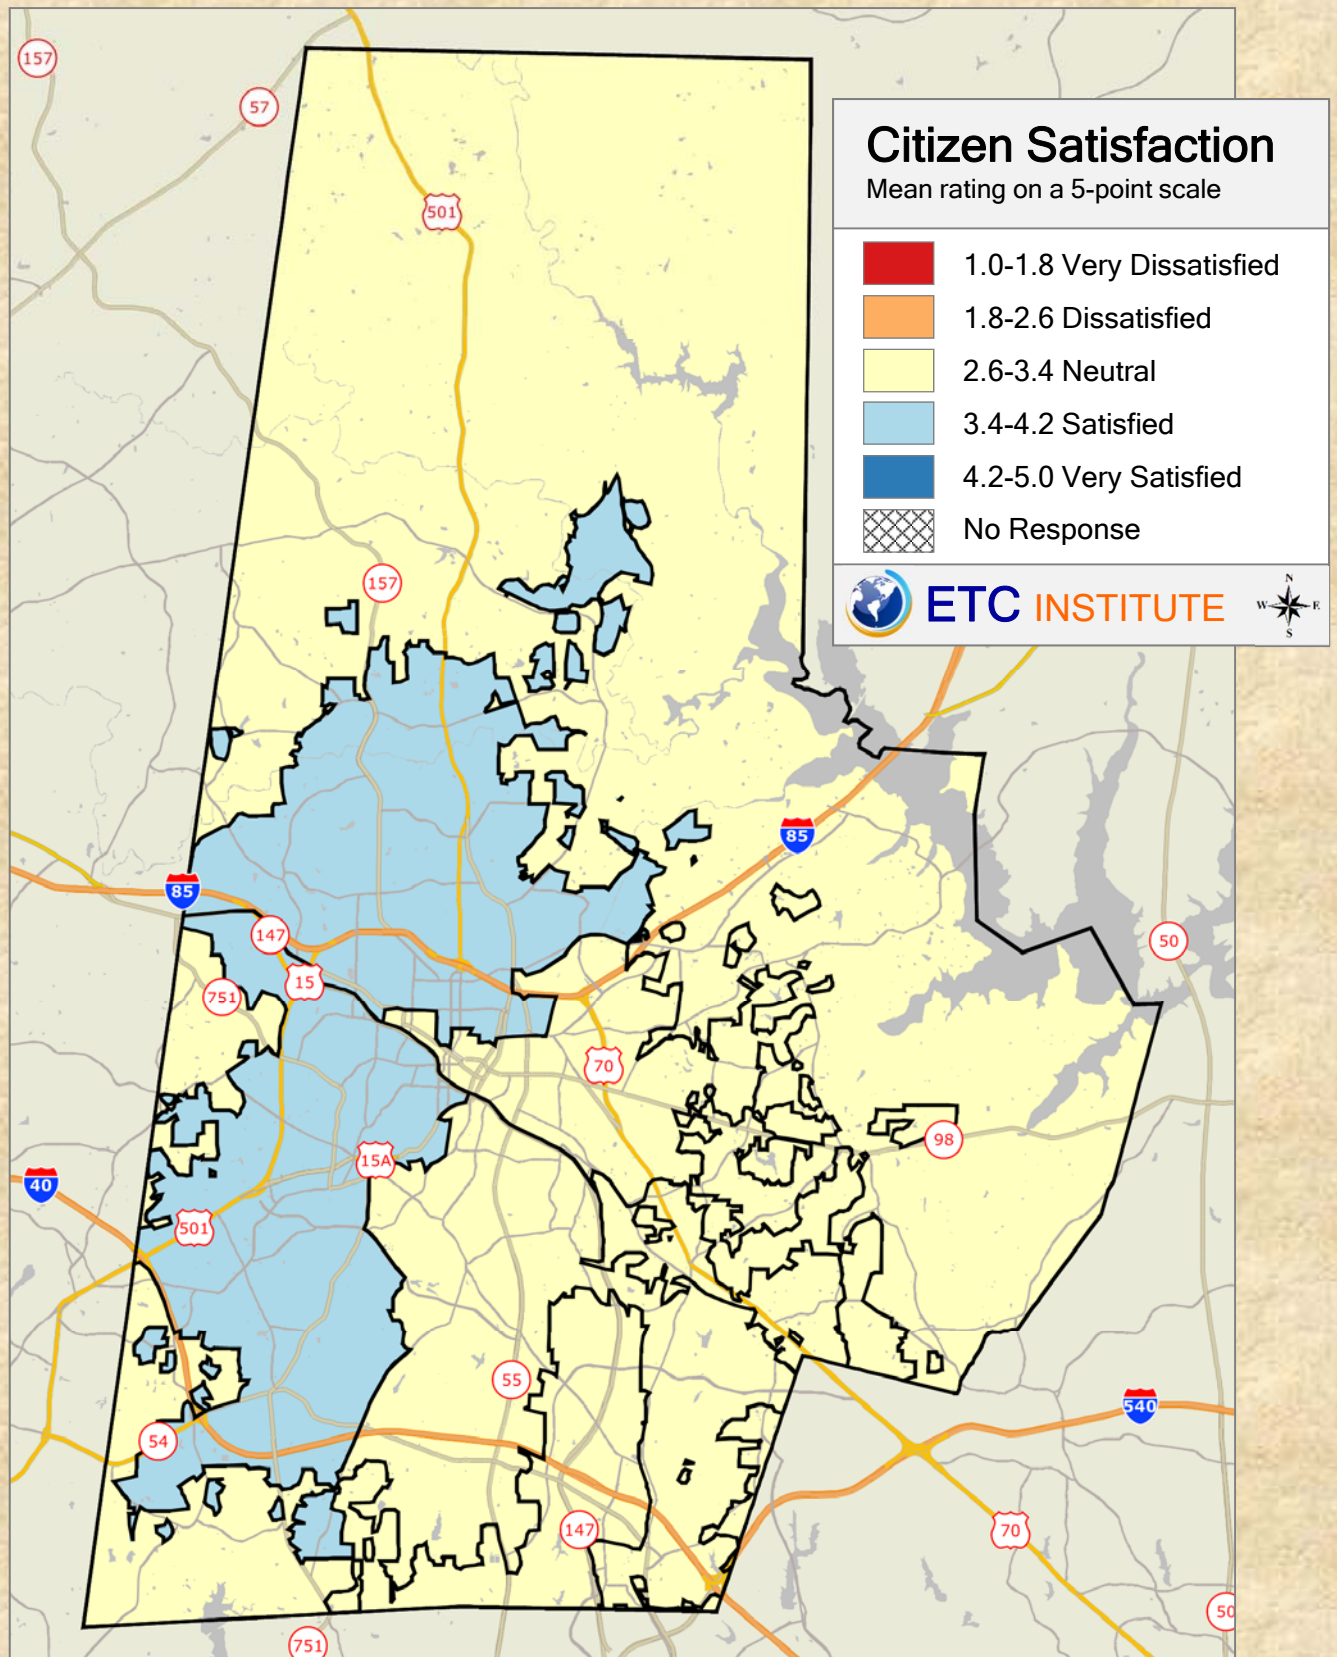 157
57
501
Citizen Satisfaction
Mean rating on a 5-point scale
1.0-1.8 Very Dissatisfied
1.8-2.6 Dissatisfied
2.6-3.4 Neutral
3.4-4.2 Satisfied
4.2-5.0 Very Satisfied
No Response
ETC INSTITUTE
N
W E
S
157
85
85
147
50
15
751
70
98
15A
40
501
55
540
54
147
70
50
751